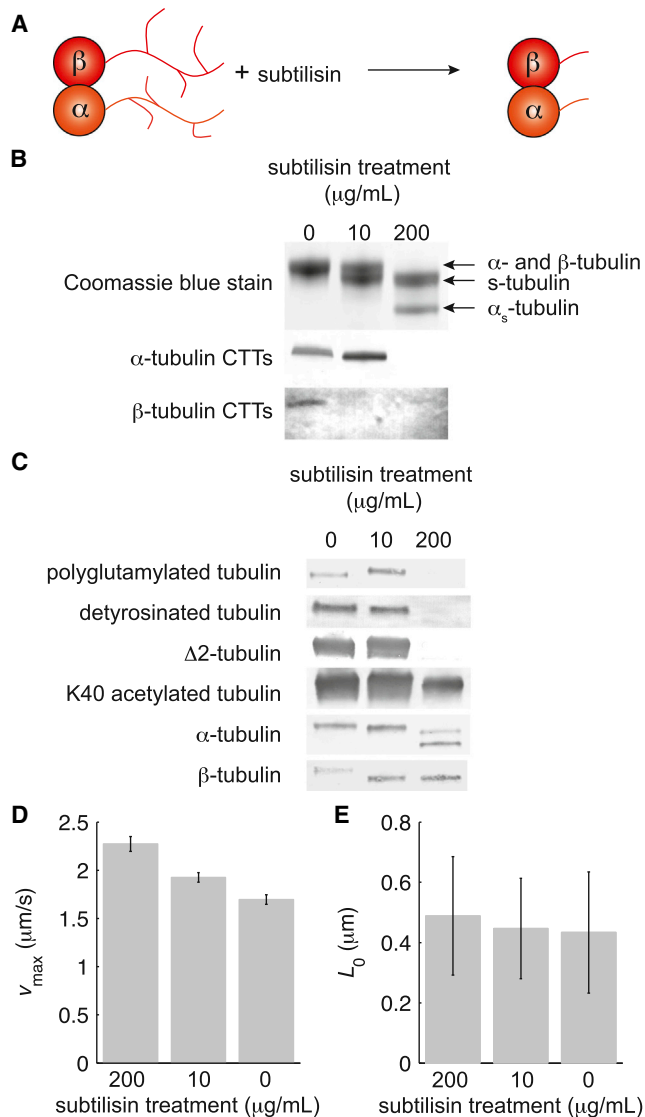 A
β
α
+ subtilisin
β
α
B
subtilisin treatment
(μg/mL)
0 10 200
Coomassie blue stain
α- and β-tubulin
s-tubulin
αs-tubulin
α-tubulin CTTs
β-tubulin CTTs
C
subtilisin treatment
(μg/mL)
0 10 200
polyglutamylated tubulin
detyrosinated tubulin
Δ2-tubulin
K40 acetylated tubulin
α-tubulin
β-tubulin
D
2.5
2
1.5
1
0.5
0
vmax (μm/s)
200 10 0
subtilisin treatment (μg/mL)
E
0.8
0.6
0.4
0.2
0
L0 (μm)
200 10 0
subtilisin treatment (μg/mL)